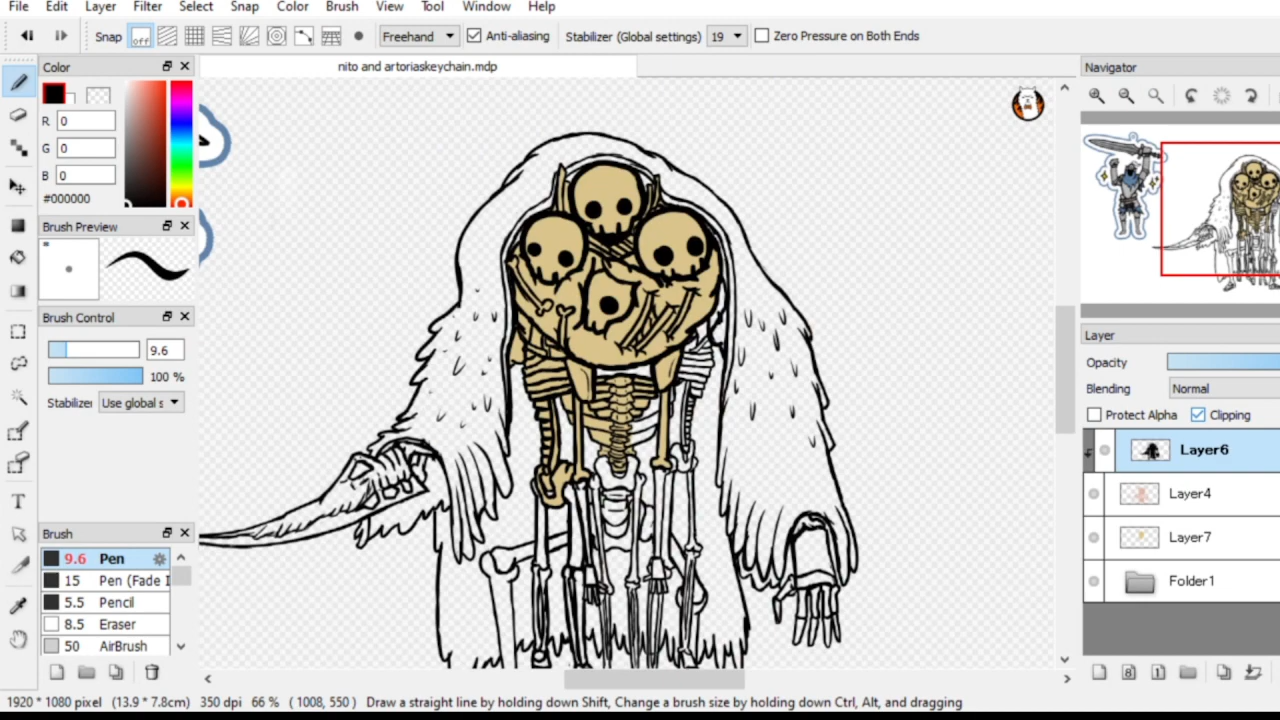 File Edit Layer Filter Select Snap Color Brush View Tool Window Help
Snap off Freehand Anti-aliasing Stabilizer (Global settings) 19 Zero Pressure on Both Ends
Color
nito and artoriaskeychain.mdp
Navigator
R 0
G 0
B 0
#000000
Brush Preview
Brush Control
9.6
100 %
Stabilizer Use global s
Layer
Opacity
Blending Normal
Protect Alpha Clipping
Layer6
Layer4
Layer7
Folder1
Brush
9.6 Pen
15 Pen (Fade I
5.5 Pencil
8.5 Eraser
50 AirBrush
T
8 1
1920 * 1080 pixel (13.9 * 7.8cm) 350 dpi 66 % ( 1008, 550 ) Draw a straight line by holding down Shift, Change a brush size by holding down Ctrl, Alt, and dragging